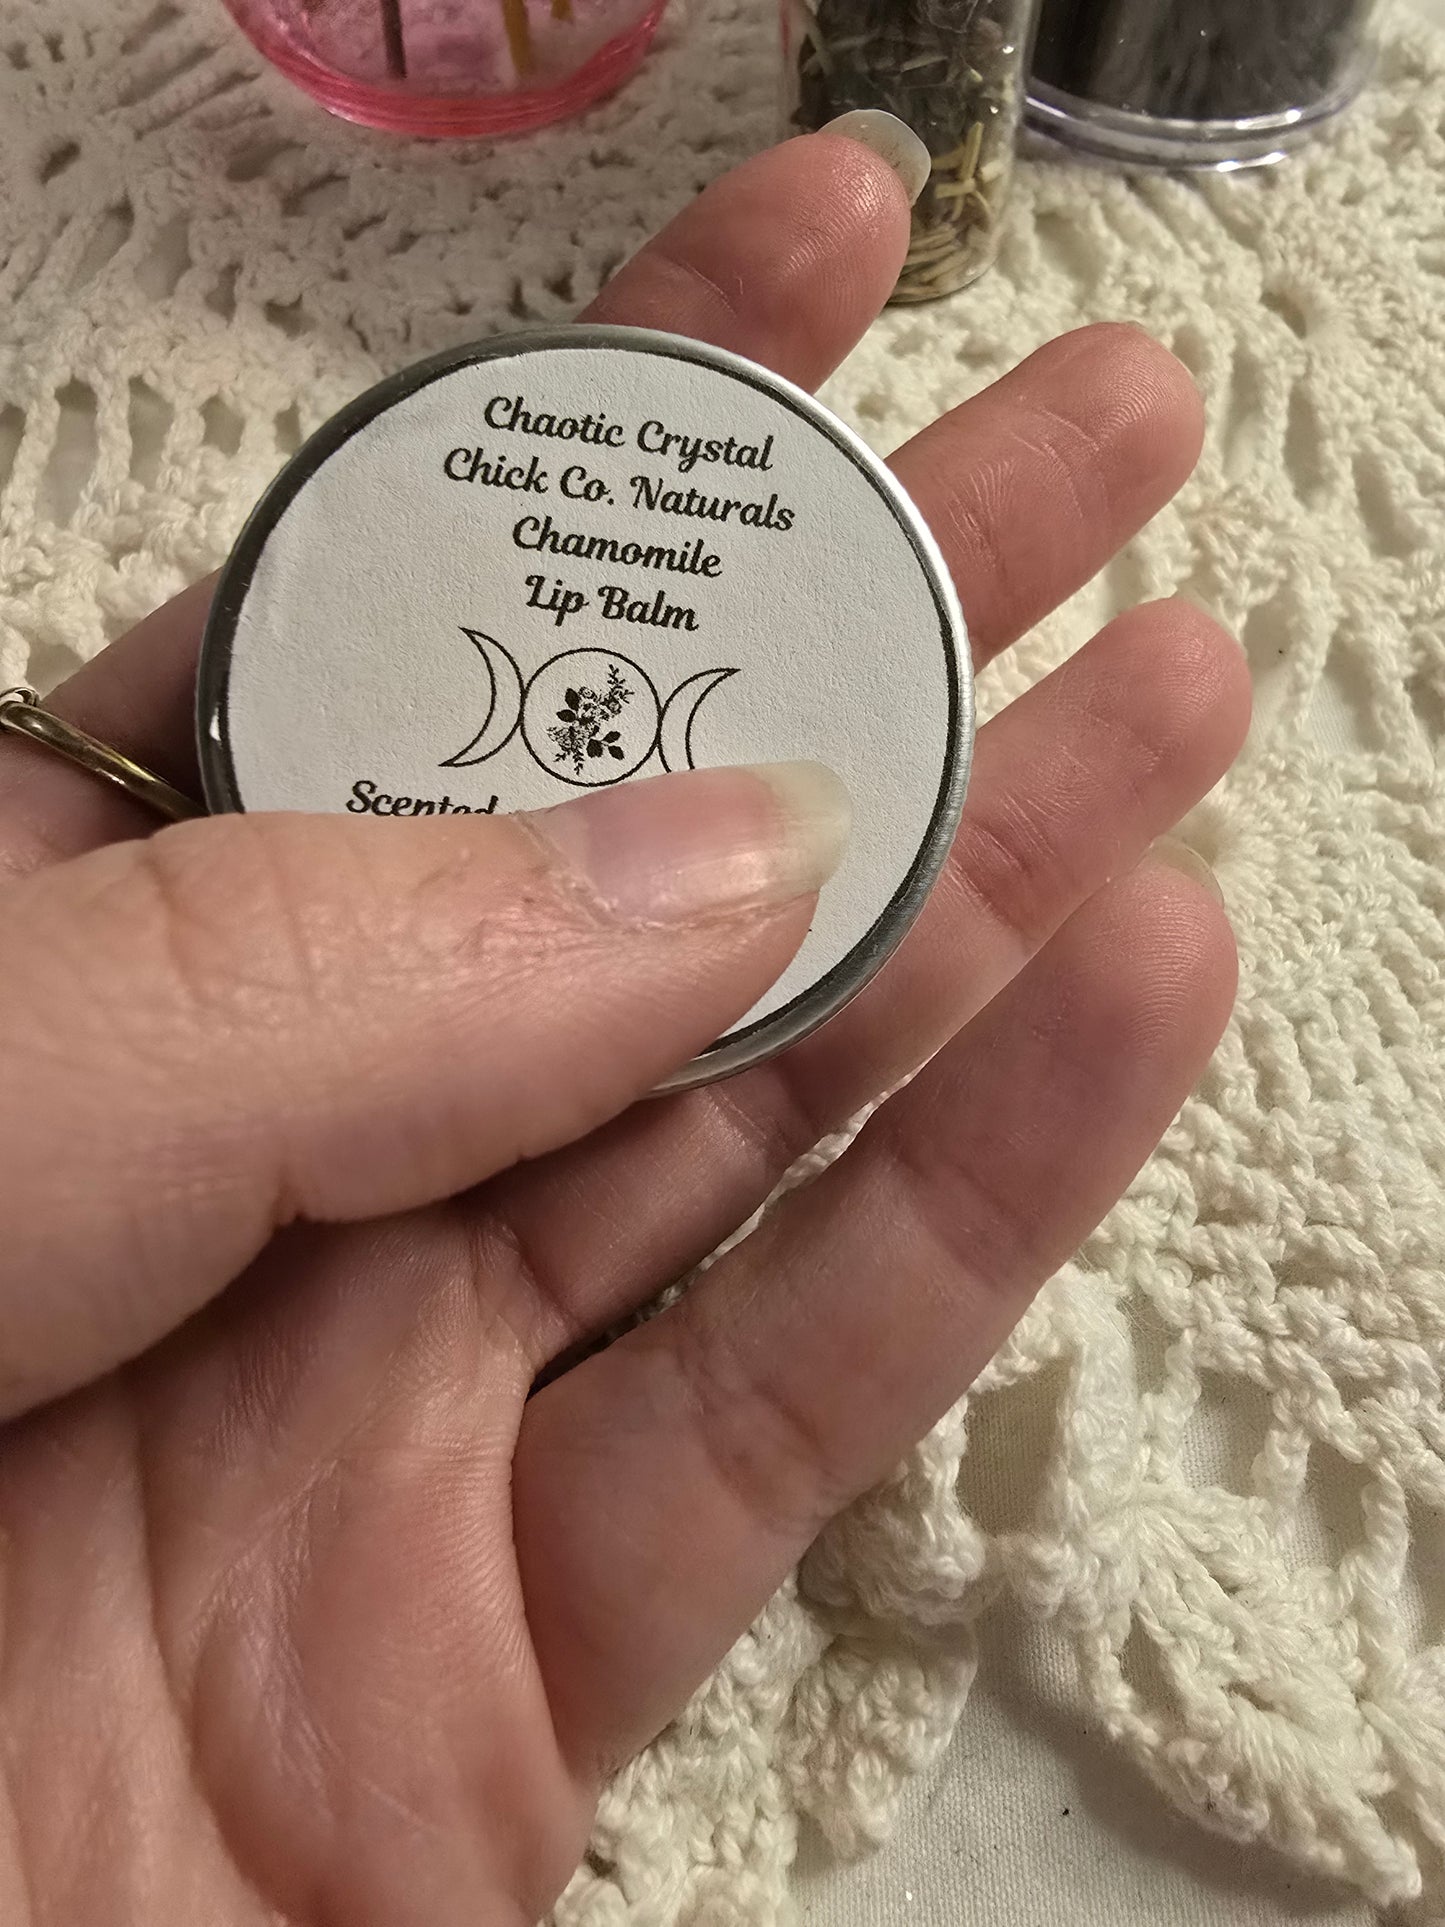 Chaotic Crystal
Chick Co. Naturals
Chamomile
Lip Balm
Scented